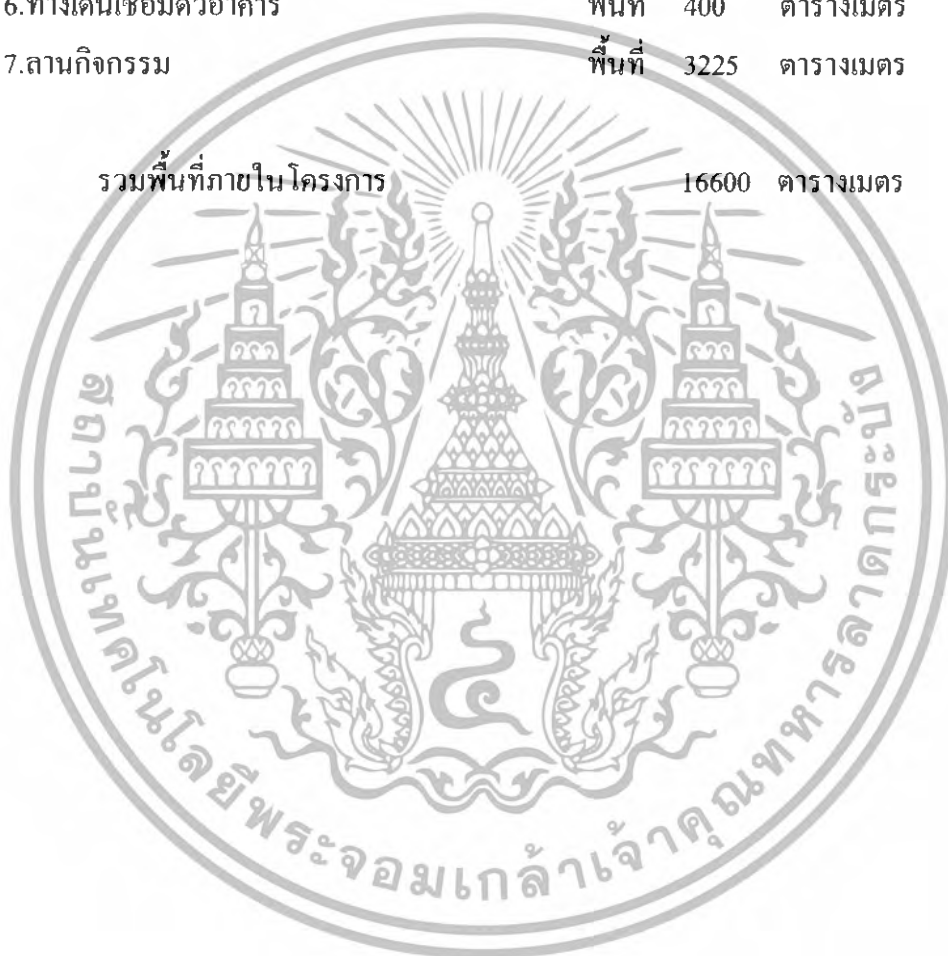 6.ทางเดินเชื่อมตัวอาคาร พื้นที่ 400 ตารางเมตร
7.ลานกิจกรรม พื้นที่ 3225 ตารางเมตร
รวมพื้นที่ภายในโครงการ 16600 ตารางเมตร
สถาบันเทคโนโลยีพระจอมเกล้าเจ้าคุณทหารลาดกระบัง